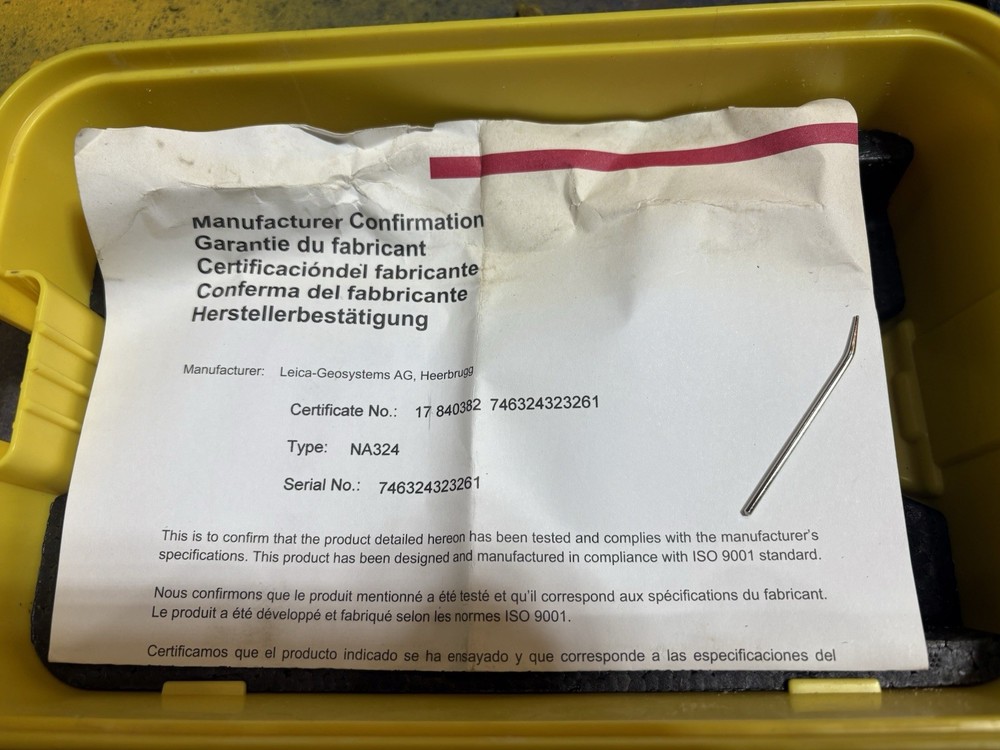 Manufacturer Confirmation
Garantie du fabricant
Certificacióndel fabricante
Conferma del fabbricante
Herstellerbestätigung
Manufacturer: Leica-Geosystems AG, Heerbrugg
Certificate No.: 17 840382 746324323261
Type: NA324
Serial No.: 746324323261
This is to confirm that the product detailed hereon has been tested and complies with the manufacturer's
specifications. This product has been designed and manufactured in compliance with ISO 9001 standard.
Nous confirmons que le produit mentionné a été testé et qu'il correspond aux spécifications du fabricant.
Le produit a été développé et fabriqué selon les normes ISO 9001.
Certificamos que el producto indicado se ha ensayado y que corresponde a las especificaciones del